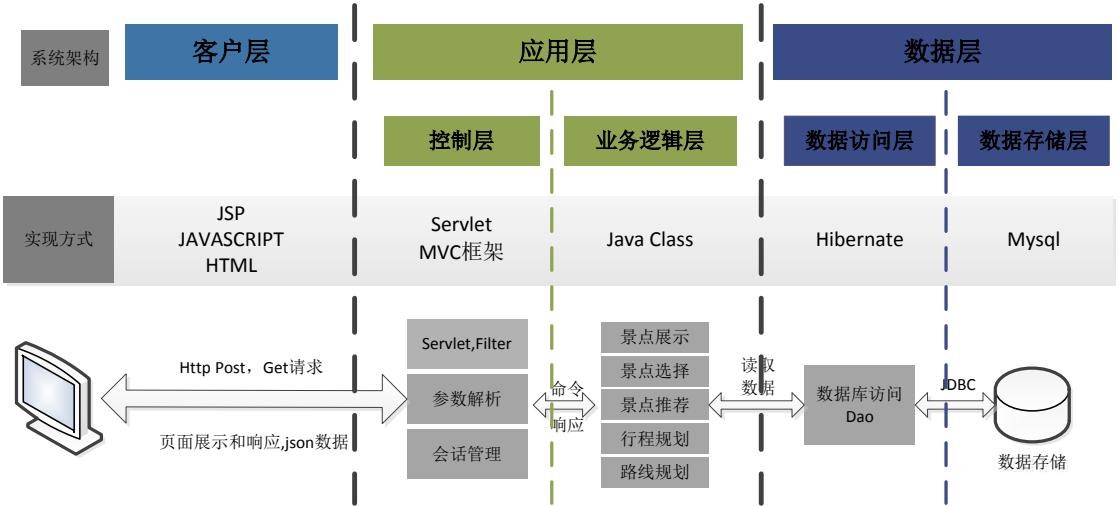 系统架构
客户层
应用层
数据层
控制层
业务逻辑层
数据访问层
数据存储层
实现方式
JSP
JAVASCRIPT
HTML
Servlet
MVC框架
Java Class
Hibernate
Mysql
Http Post，Get请求
页面展示和响应,json数据
Servlet,Filter
参数解析
会话管理
命令
响应
景点展示
景点选择
景点推荐
行程规划
路线规划
读取
数据
数据库访问
Dao
JDBC
数据存储